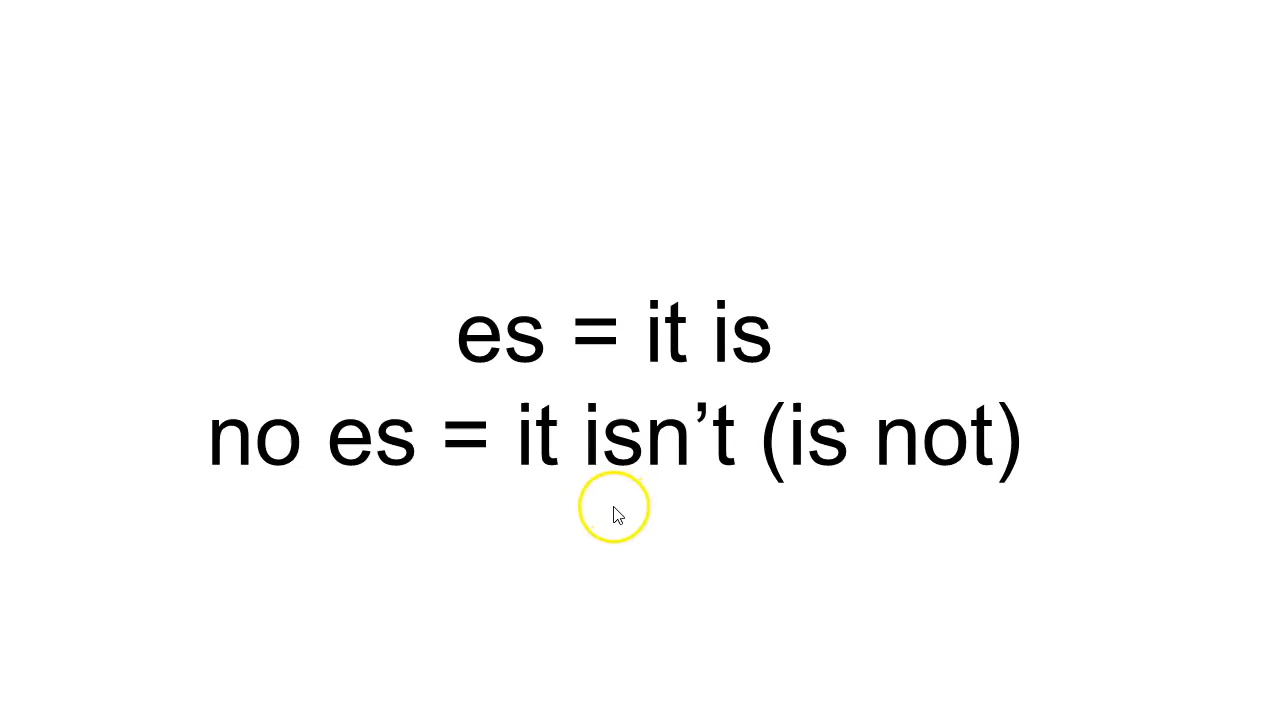 es = it is
no es = it isn’t (is not)